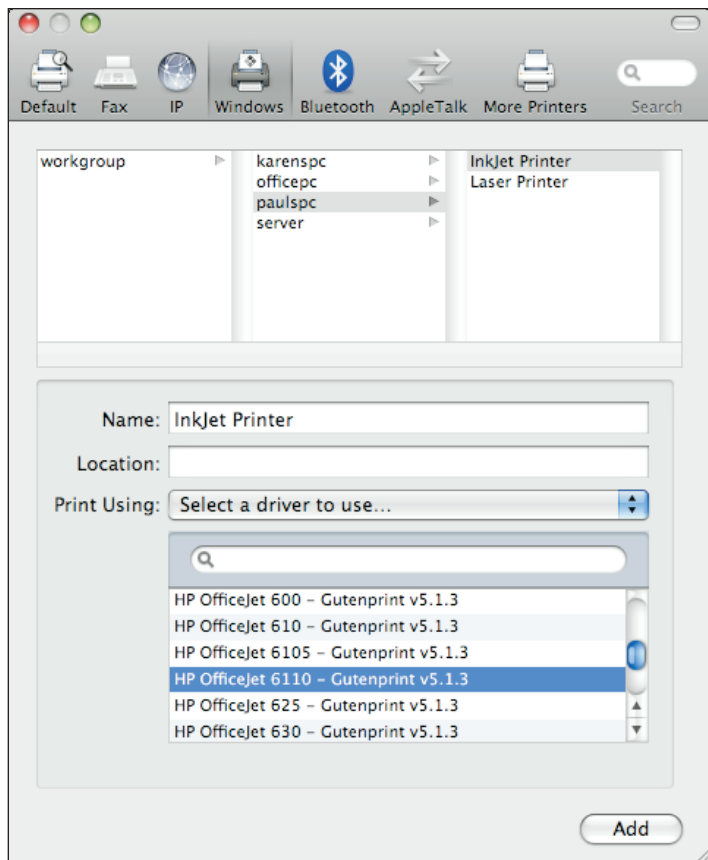 Default Fax IP Windows Bluetooth AppleTalk More Printers Search
workgroup karenspc InkJet Printer
officepc Laser Printer
paulspc
server
Name: InkJet Printer
Location:
Print Using: Select a driver to use...
HP OfficeJet 600 – Gutenprint v5.1.3
HP OfficeJet 610 – Gutenprint v5.1.3
HP OfficeJet 6105 – Gutenprint v5.1.3
HP OfficeJet 6110 – Gutenprint v5.1.3
HP OfficeJet 625 – Gutenprint v5.1.3
HP OfficeJet 630 – Gutenprint v5.1.3
Add